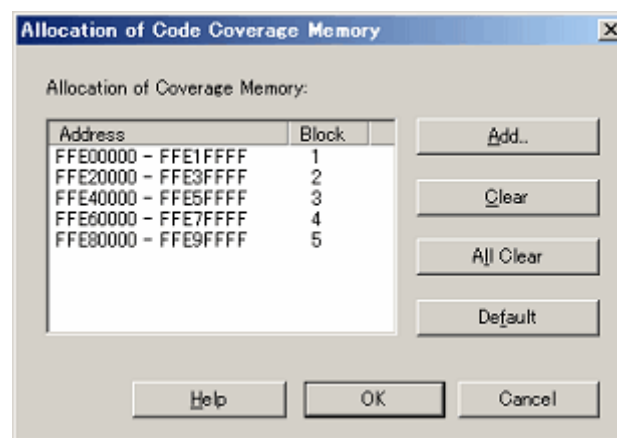 Allocation of Code Coverage Memory
Allocation of Coverage Memory:
Address Block
FFE00000 - FFE1FFFF 1
FFE20000 - FFE3FFFF 2
FFE40000 - FFE5FFFF 3
FFE60000 - FFE7FFFF 4
FFE80000 - FFE9FFFF 5
Add..
Clear
All Clear
Default
Help OK Cancel